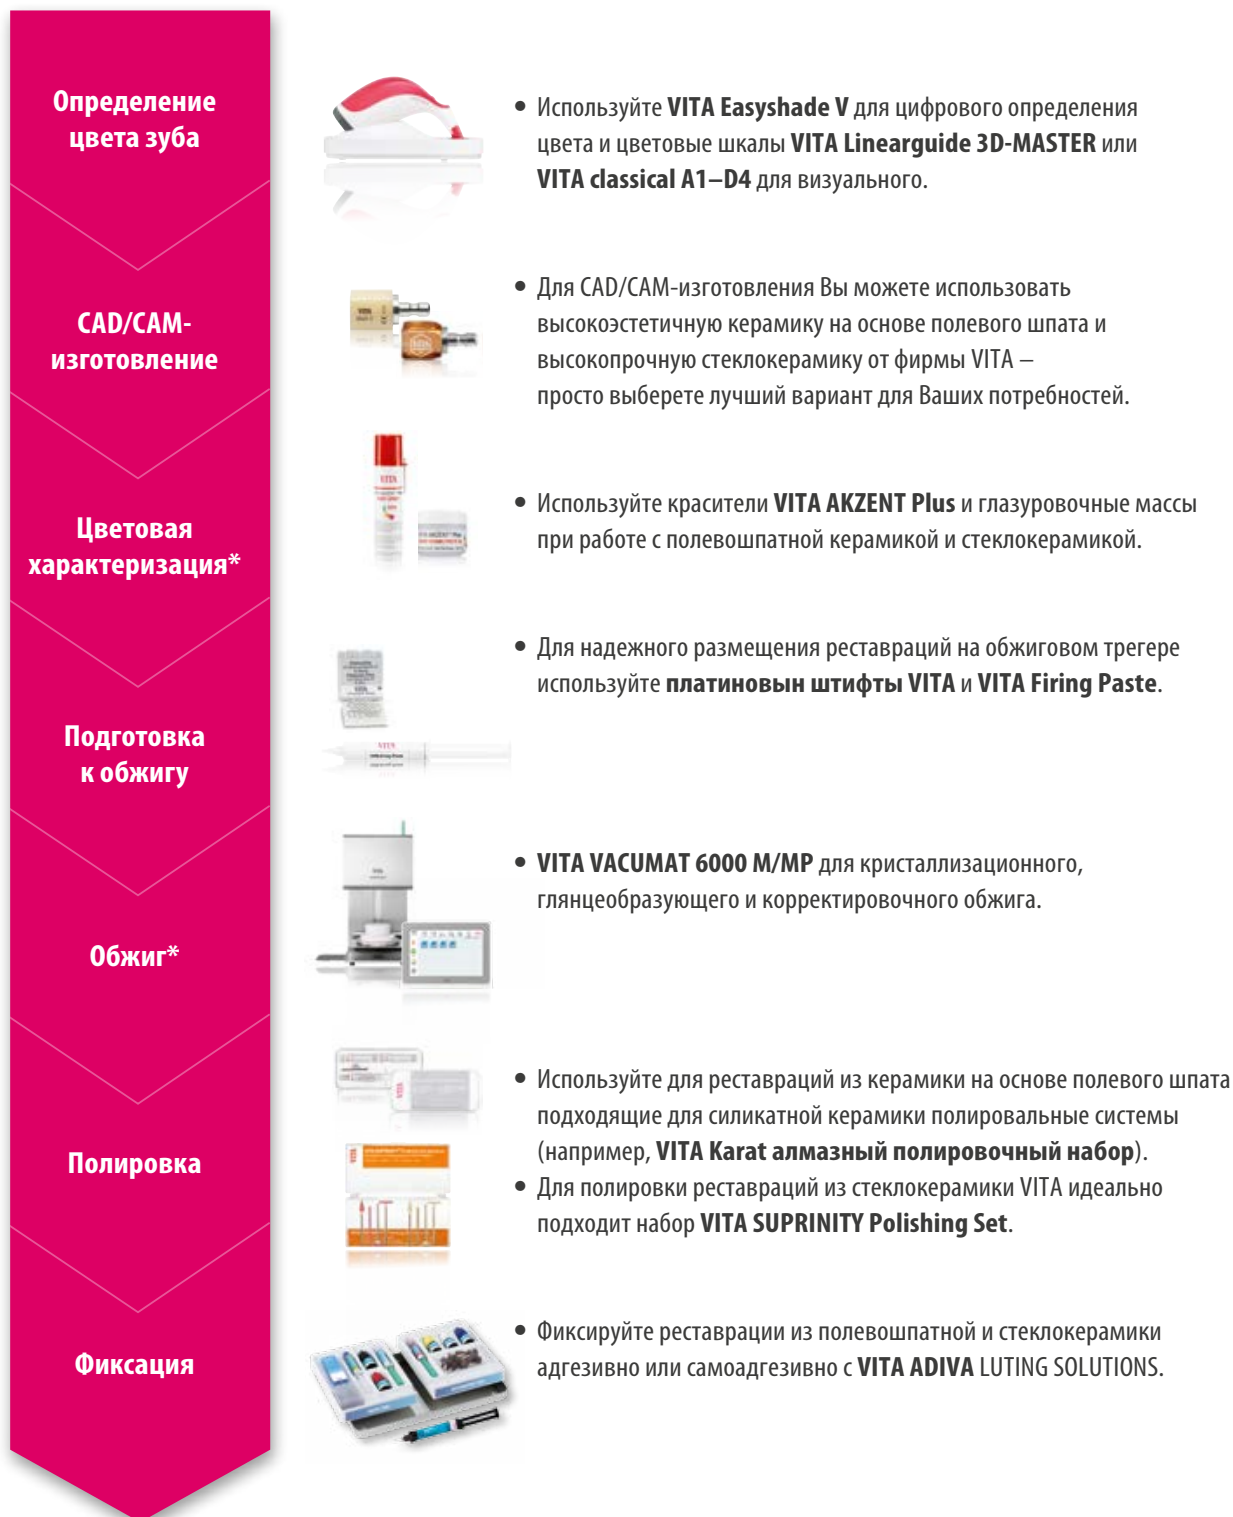 Определение
цвета зуба
• Используйте VITA Easyshade V для цифрового определения
цвета и цветовые шкалы VITA Linearguide 3D-MASTER или
VITA classical A1–D4 для визуального.
CAD/CAM-
изготовление
• Для CAD/CAM-изготовления Вы можете использовать
высокоэстетичную керамику на основе полевого шпата и
высокопрочную стеклокерамику от фирмы VITA –
просто выберете лучший вариант для Ваших потребностей.
Цветовая
характеризация*
VITA
• Используйте красители VITA AKZENT Plus и глазуровочные массы
при работе с полевошпатной керамикой и стеклокерамикой.
Подготовка
к обжигу
VITA
• Для надежного размещения реставраций на обжиговом трегере
используйте платиновын штифты VITA и VITA Firing Paste.
Обжиг*
• VITA VACUMAT 6000 M/MP для кристаллизационного,
глянцеобразующего и корректировочного обжига.
Полировка
VITA
• Используйте для реставраций из керамики на основе полевого шпата
подходящие для силикатной керамики полировальные системы
(например, VITA Karat алмазный полировочный набор).
• Для полировки реставраций из стеклокерамики VITA идеально
подходит набор VITA SUPRINITY Polishing Set.
Фиксация
• Фиксируйте реставрации из полевошпатной и стеклокерамики
адгезивно или самоадгезивно с VITA ADIVA LUTING SOLUTIONS.